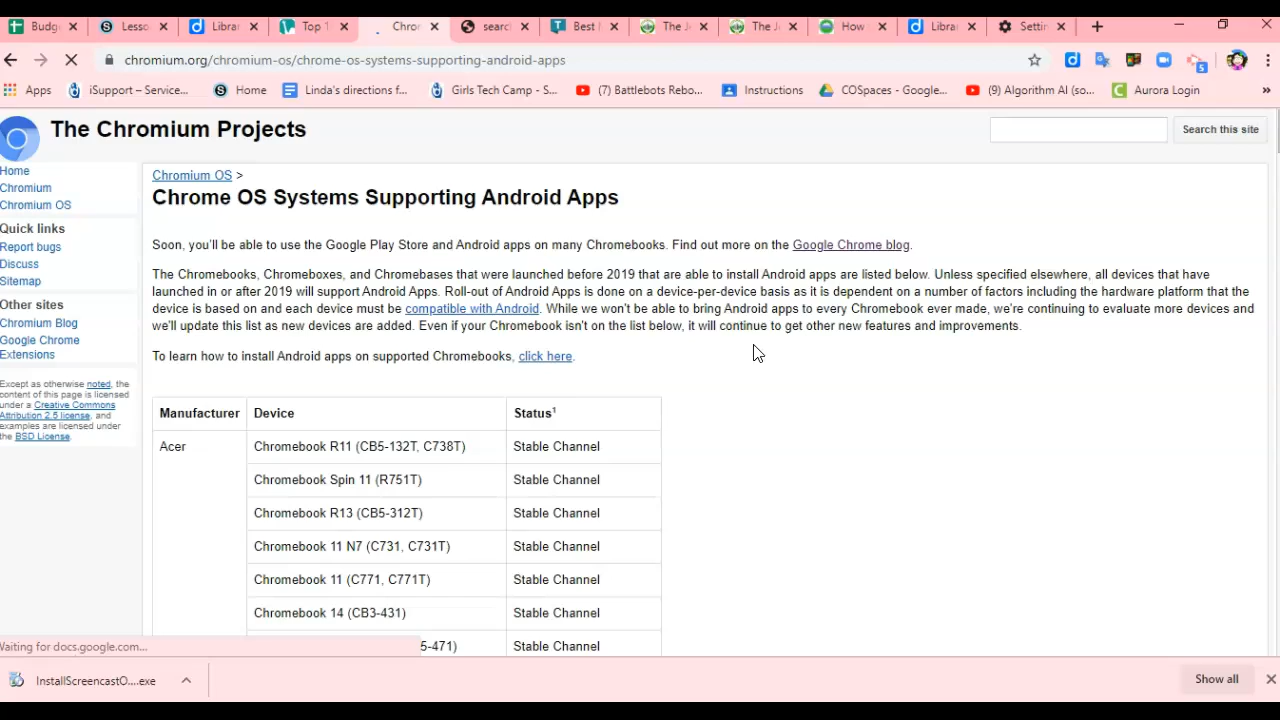 Budg Lesso Librar Top 1 Chro searc Best M The J The J How Librar Settin
chromium.org/chromium-os/chrome-os-systems-supporting-android-apps
Apps iSupport – Service... Home Linda's directions f... Girls Tech Camp - S... (7) Battlebots Rebo... Instructions COSpaces - Google... (9) Algorithm AI (so... Aurora Login »
The Chromium Projects
Search this site
Home
Chromium
Chromium OS
Quick links
Report bugs
Discuss
Sitemap
Other sites
Chromium Blog
Google Chrome
Extensions
Except as otherwise noted, the
content of this page is licensed
under a Creative Commons
Attribution 2.5 license, and
examples are licensed under
the BSD License.
Chromium OS >
Chrome OS Systems Supporting Android Apps
Soon, you'll be able to use the Google Play Store and Android apps on many Chromebooks. Find out more on the Google Chrome blog.
The Chromebooks, Chromeboxes, and Chromebases that were launched before 2019 that are able to install Android apps are listed below. Unless specified elsewhere, all devices that have
launched in or after 2019 will support Android Apps. Roll-out of Android Apps is done on a device-per-device basis as it is dependent on a number of factors including the hardware platform that the
device is based on and each device must be compatible with Android. While we won't be able to bring Android apps to every Chromebook ever made, we're continuing to evaluate more devices and
we'll update this list as new devices are added. Even if your Chromebook isn't on the list below, it will continue to get other new features and improvements.
To learn how to install Android apps on supported Chromebooks, click here.
Manufacturer Device Status¹
Acer Chromebook R11 (CB5-132T, C738T) Stable Channel
Chromebook Spin 11 (R751T) Stable Channel
Chromebook R13 (CB5-312T) Stable Channel
Chromebook 11 N7 (C731, C731T) Stable Channel
Chromebook 11 (C771, C771T) Stable Channel
Chromebook 14 (CB3-431) Stable Channel
5-471) Stable Channel
Waiting for docs.google.com...
InstallScreencastO....exe
Show all